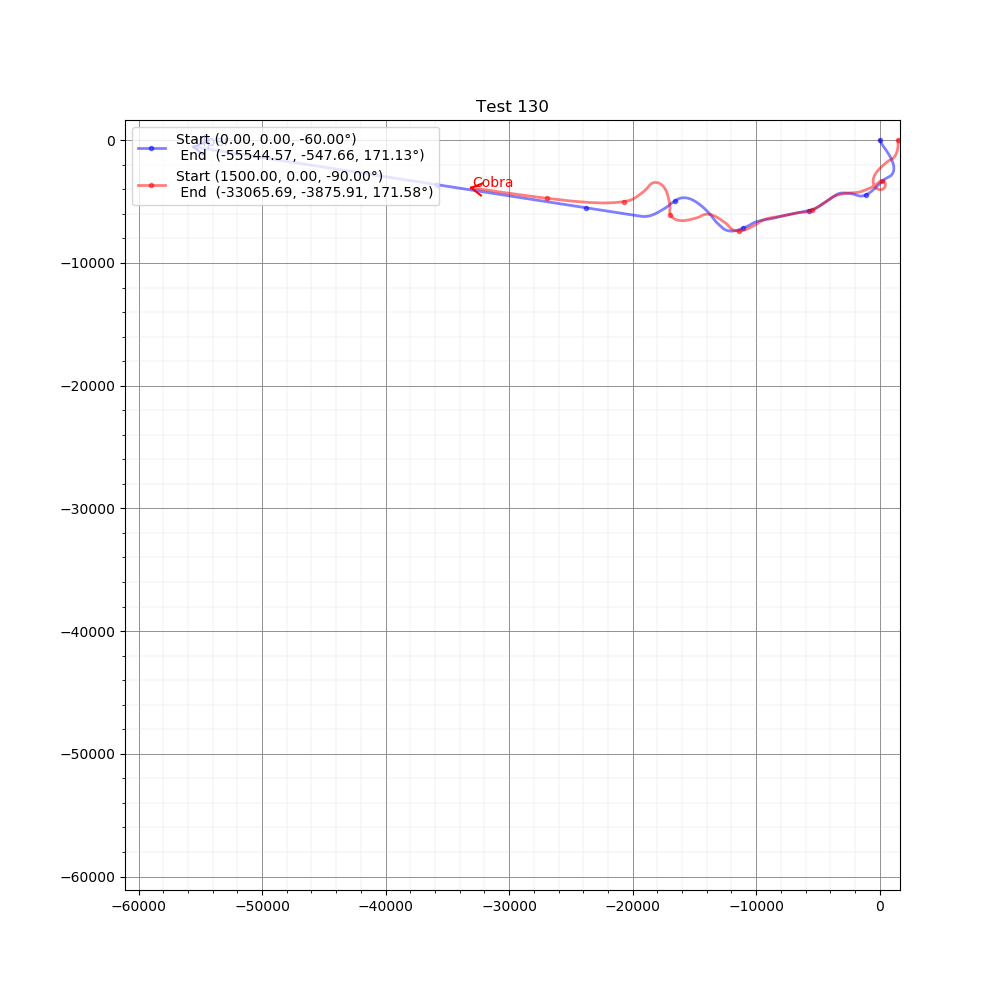 Test 130
Start (0.00, 0.00, -60.00°)
End (-55544.57, -547.66, 171.13°)
Start (1500.00, 0.00, -90.00°)
End (-33065.69, -3875.91, 171.58°)
Cobra
0
−10000
−20000
−30000
−40000
−50000
−60000
−60000 −50000 −40000 −30000 −20000 −10000 0